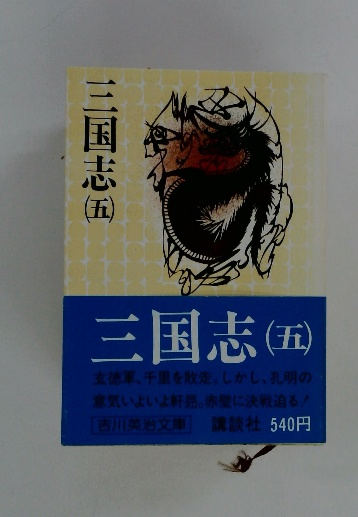 三国志
(五)
三国志(五)
玄徳軍、千里を敗走。しかし、孔明の
意気いよいよ軒昂。赤壁に決戦迫る!
吉川英治文庫 講談社 540円